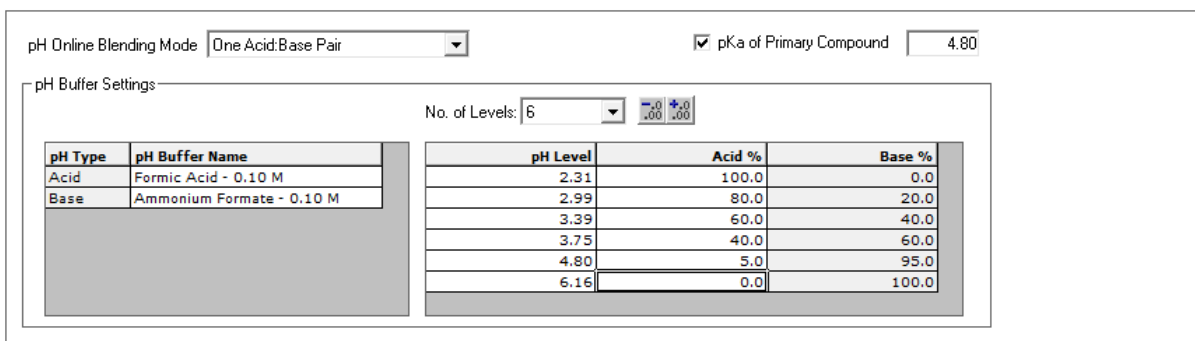 pH Online Blending Mode One Acid:Base Pair pKa of Primary Compound 4.80
pH Buffer Settings
No. of Levels: 6 -.0 .00 +.0 .00
pH Type pH Buffer Name
Acid Formic Acid - 0.10 M
Base Ammonium Formate - 0.10 M
pH Level Acid % Base %
2.31 100.0 0.0
2.99 80.0 20.0
3.39 60.0 40.0
3.75 40.0 60.0
4.80 5.0 95.0
6.16 0.0 100.0